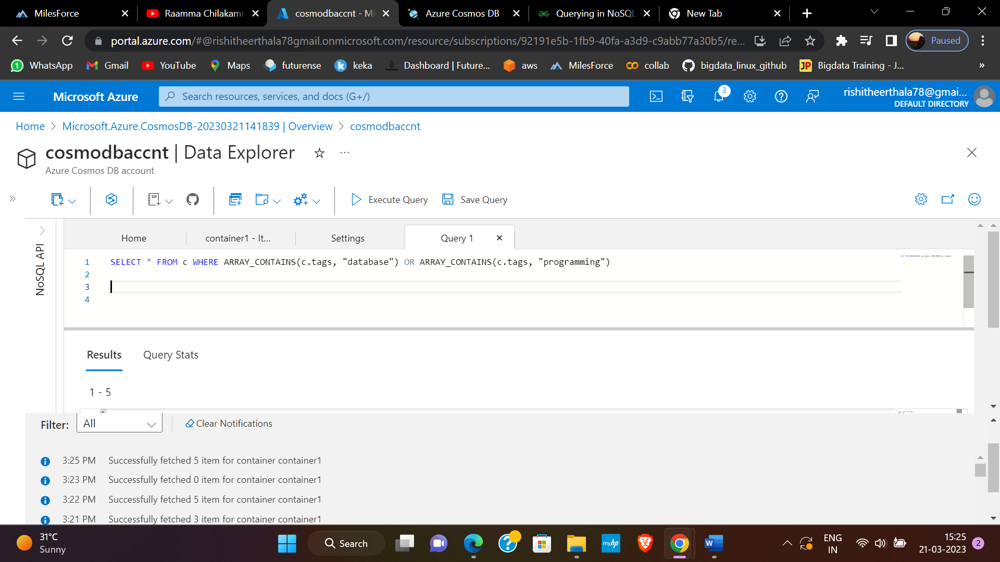 MilesForce
Raamma Chilakamm
cosmodbaccnt - Mi
Azure Cosmos DB
Querying in NoSQL
New Tab
portal.azure.com/#@rishitheerthala78gmail.onmicrosoft.com/resource/subscriptions/92191e5b-1fb9-40fa-a3d9-c9abb77a30b5/re...
Paused
WhatsApp
Gmail
YouTube
Maps
futurense
keka
Dashboard | Future...
aws
MilesForce
collab
bigdata_linux_github
Bigdata Training - J...
Microsoft Azure
Search resources, services, and docs (G+/)
3
rishitheerthala78@gmai...
DEFAULT DIRECTORY
Home > Microsoft.Azure.CosmosDB-20230321141839 | Overview > cosmodbaccnt
cosmodbaccnt | Data Explorer
Azure Cosmos DB account
Execute Query
Save Query
NoSQL API
Home
container1 - It...
Settings
Query 1
1 SELECT * FROM c WHERE ARRAY_CONTAINS(c.tags, "database") OR ARRAY_CONTAINS(c.tags, "programming")
2
3
4
Results
Query Stats
1 - 5
Filter:
All
Clear Notifications
3:25 PM Successfully fetched 5 item for container container1
3:23 PM Successfully fetched 0 item for container container1
3:22 PM Successfully fetched 5 item for container container1
3:21 PM Successfully fetched 3 item for container container1
31°C
Sunny
Search
myhp
ENG
IN
15:25
21-03-2023
2